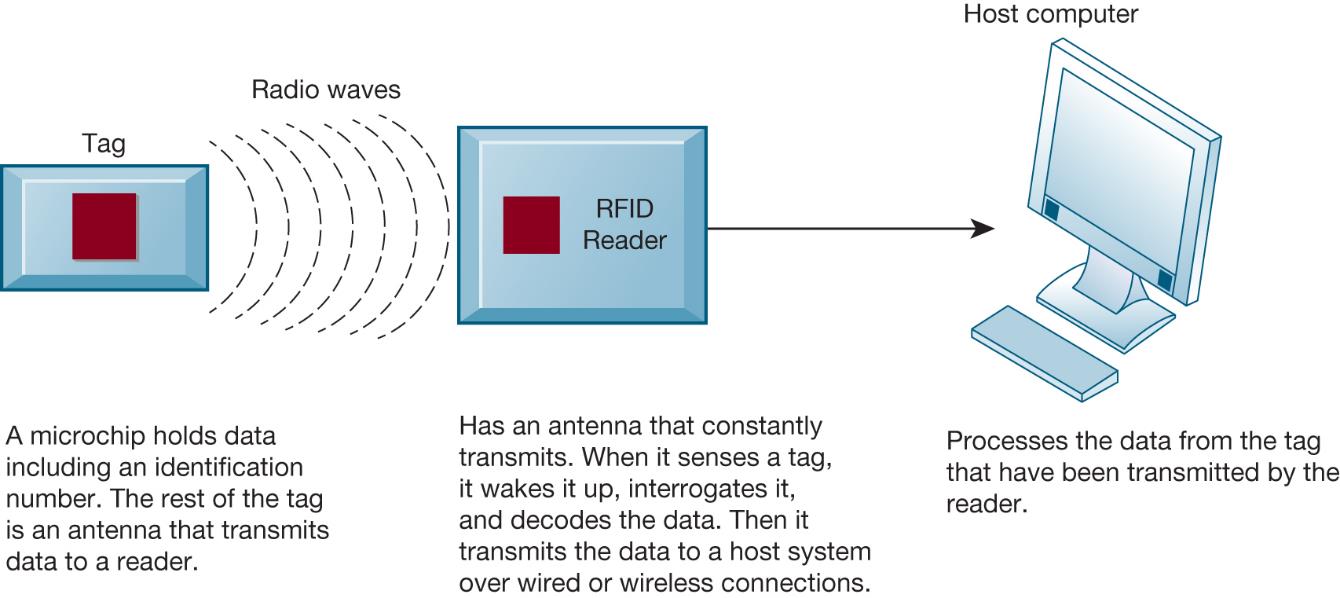 Host computer
Radio waves
Tag
RFID
Reader
A microchip holds data
including an identification
number. The rest of the tag
is an antenna that transmits
data to a reader.
Has an antenna that constantly
transmits. When it senses a tag,
it wakes it up, interrogates it,
and decodes the data. Then it
transmits the data to a host system
over wired or wireless connections.
Processes the data from the tag
that have been transmitted by the
reader.